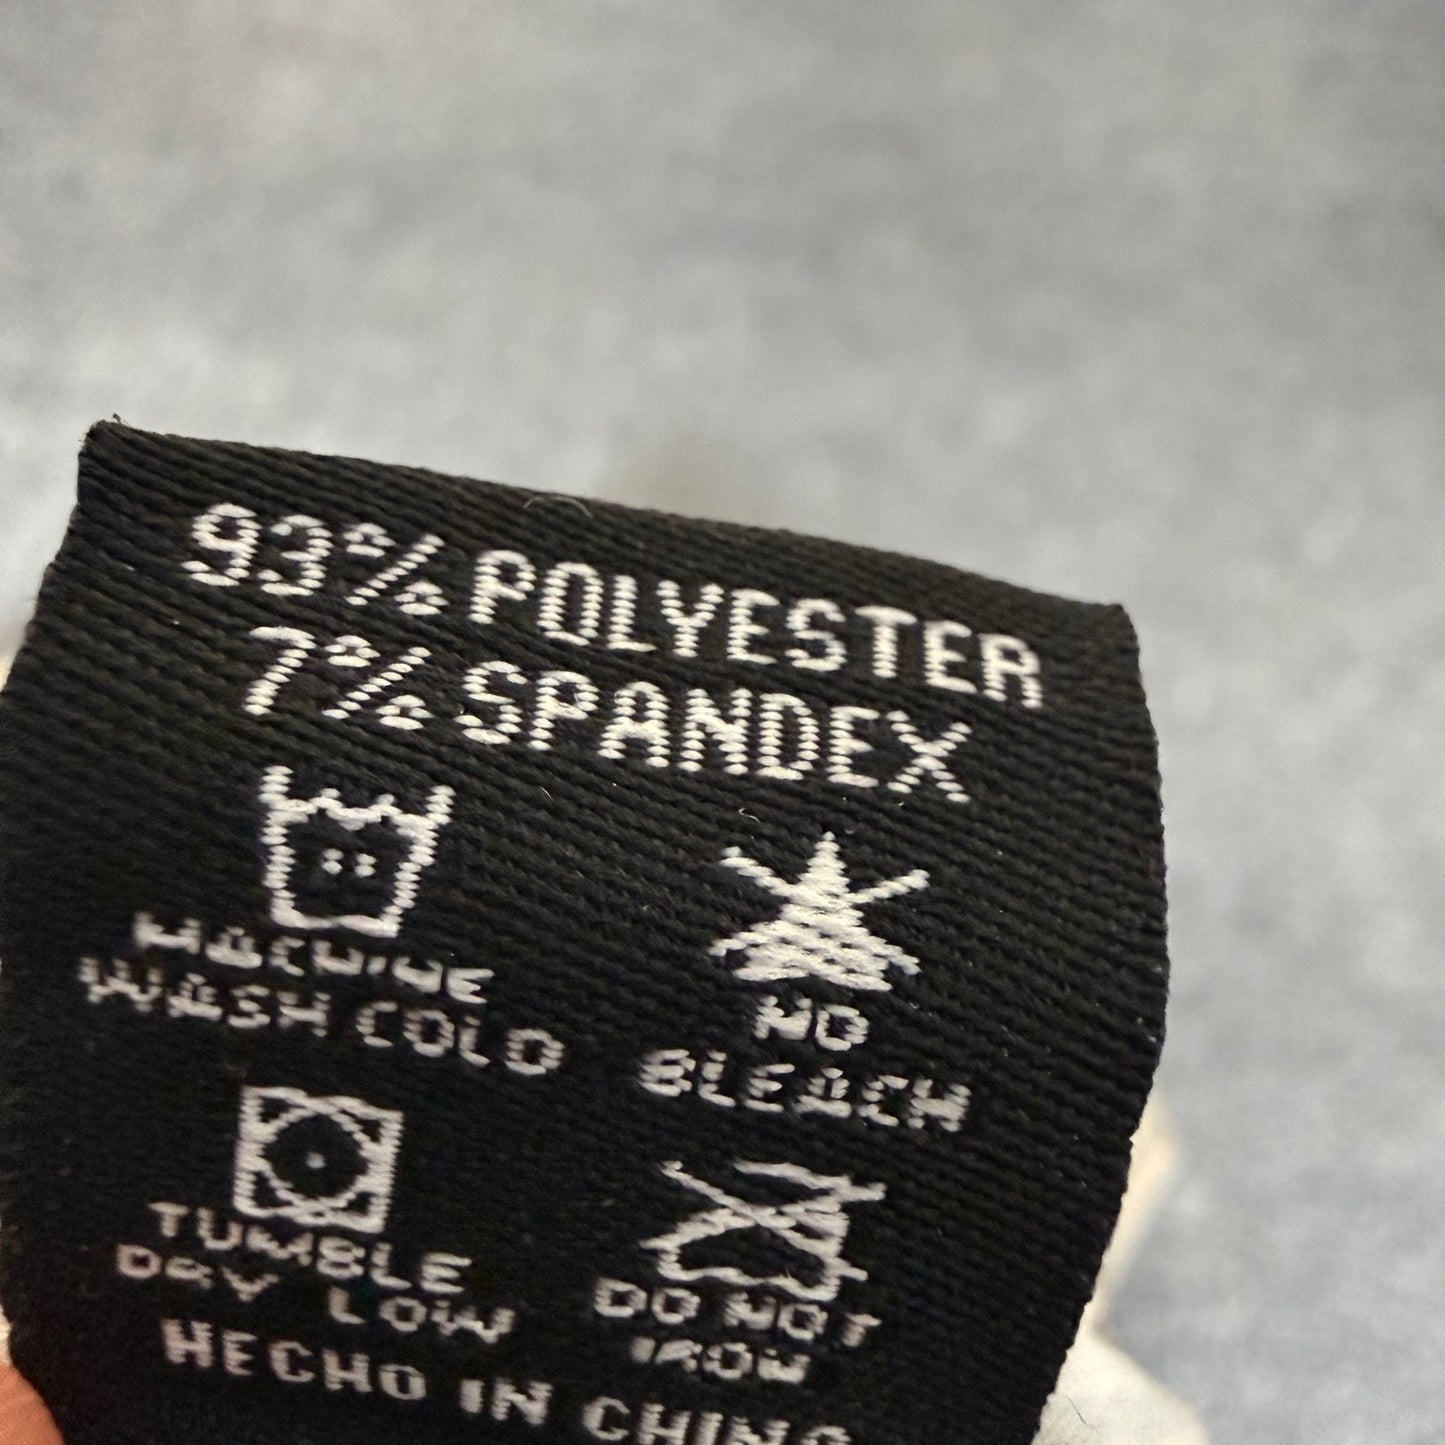 93% POLYESTER
7% SPANDEX
MACHINE
WASH COLD
NO
BLEACH
TUMBLE
DRY LOW
DO NOT
IRON
HECHO IN CHINA